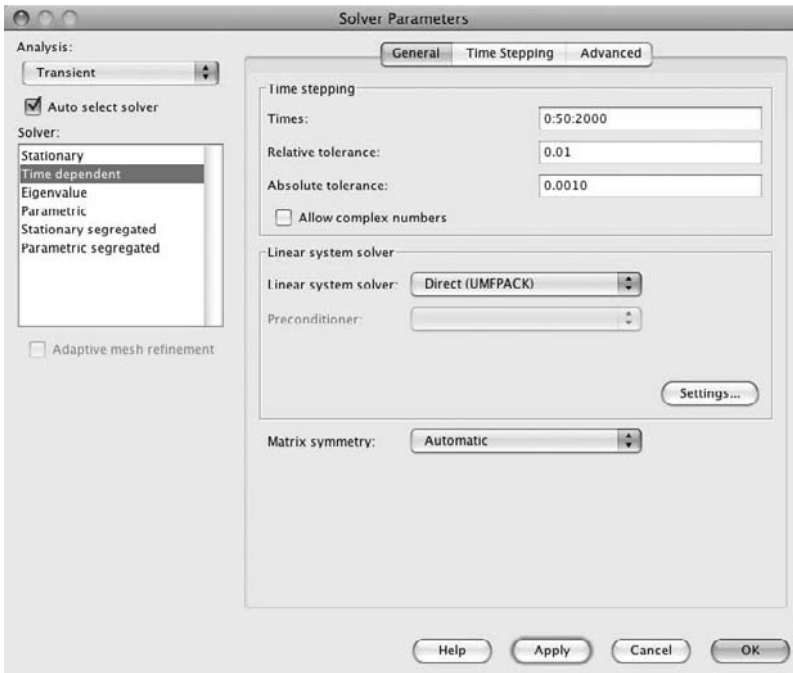 Solver Parameters
Analysis:
Transient
Auto select solver
Solver:
Stationary
Time dependent
Eigenvalue
Parametric
Stationary segregated
Parametric segregated
Adaptive mesh refinement
General Time Stepping Advanced
Time stepping
Times: 0:50:2000
Relative tolerance: 0.01
Absolute tolerance: 0.0010
Allow complex numbers
Linear system solver
Linear system solver: Direct (UMFPACK)
Preconditioner:
Settings...
Matrix symmetry: Automatic
Help Apply Cancel OK